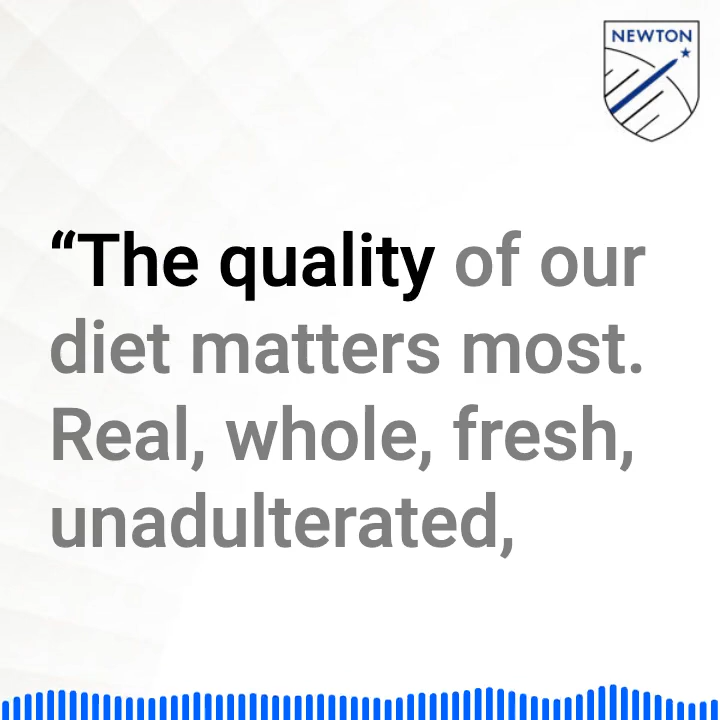 NEWTON
“The quality of our
diet matters most.
Real, whole, fresh,
unadulterated,